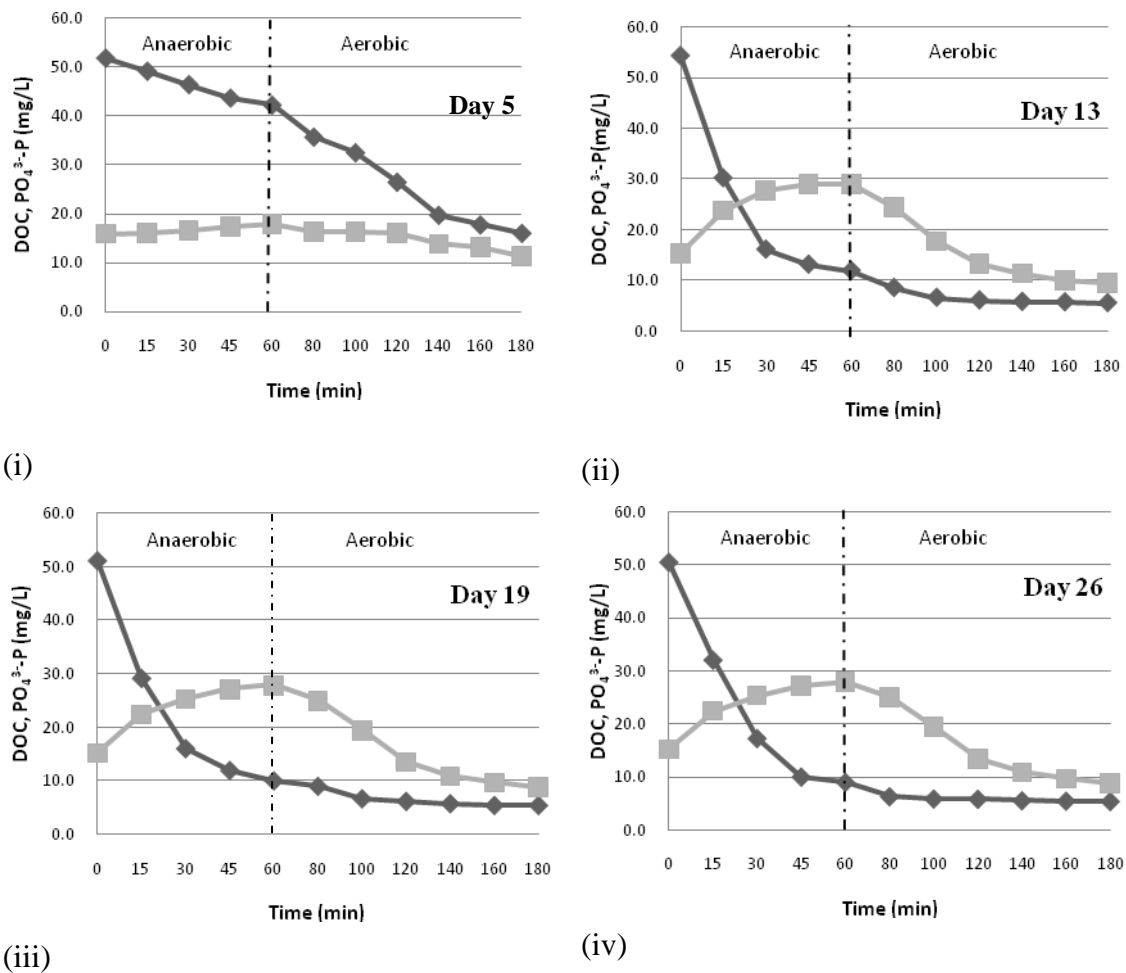 60.0
50.0
40.0
30.0
20.0
10.0
0.0
DOC, PO₄³⁻-P (mg/L)
Anaerobic
Aerobic
Day 5
0 15 30 45 60 80 100 120 140 160 180
Time (min)
(i)
60.0
50.0
40.0
30.0
20.0
10.0
0.0
DOC, PO₄³⁻-P(mg/L)
Anaerobic
Aerobic
Day 13
0 15 30 45 60 80 100 120 140 160 180
Time (min)
(ii)
60.0
50.0
40.0
30.0
20.0
10.0
0.0
DOC, PO₄³⁻-P (mg/L)
Anaerobic
Aerobic
Day 19
0 15 30 45 60 80 100 120 140 160 180
Time (min)
(iii)
60.0
50.0
40.0
30.0
20.0
10.0
0.0
DOC, PO₄³⁻-P (mg/L)
Anaerobic
Aerobic
Day 26
0 15 30 45 60 80 100 120 140 160 180
Time (min)
(iv)